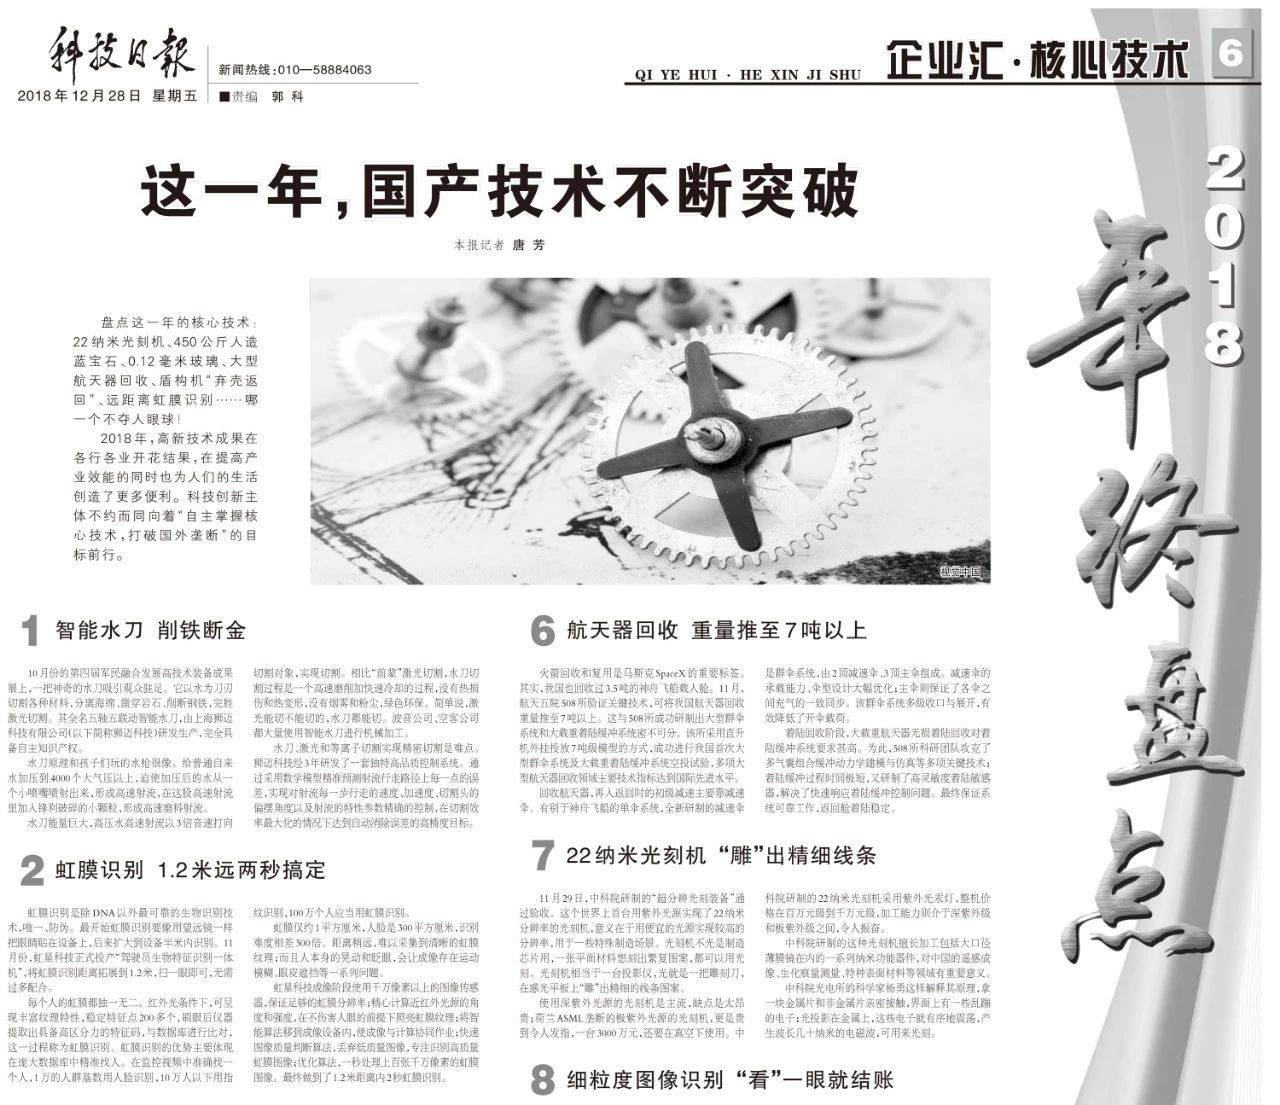 科技日報
新闻热线:010—58884063
2018年12月28日 星期五
■责编 郭 科
QI YE HUI · HE XIN JI SHU
企业汇·核心技术
6
这一年,国产技术不断突破
本报记者 唐 芳
盘点这一年的核心技术:
22纳米光刻机、450公斤人造
蓝宝石、0.12毫米玻璃、大型
航天器回收、盾构机“弃壳返
回”、远距离虹膜识别……哪
一个不夺人眼球!
2018年,高新技术成果在
各行各业开花结果,在提高产
业效能的同时也为人们的生活
创造了更多便利。科技创新主
体不约而同向着“自主掌握核
心技术,打破国外垄断”的目
标前行。
视觉中国
2018
年终盘点
1 智能水刀 削铁断金
10月份的第四届军民融合发展高技术装备成果
展上,一把神奇的水刀吸引观众驻足。它以水为刀刃
切割各种材料,分离海绵、凿穿岩石、削断钢铁,完胜
激光切割。其全名五轴五联动智能水刀,由上海狮迈
科技有限公司(以下简称狮迈科技)研发生产,完全具
备自主知识产权。
水刀原理和孩子们玩的水枪很像。给普通自来
水加压到4000个大气压以上,迫使加压后的水从一
个小喷嘴喷射出来,形成高速射流,在这股高速射流
里加入锋利破碎的小颗粒,形成高速磨料射流。
水刀能量巨大,高压水高速射流以3倍音速打向
切割对象,实现切割。相比“前辈”激光切割,水刀切
割过程是一个高速磨削加快速冷却的过程,没有热损
伤和热变形,没有烟雾和粉尘,绿色环保。简单说,激
光能切不能切的,水刀都能切。波音公司、空客公司
都大量使用智能水刀进行机械加工。
水刀、激光和等离子切割实现精密切割是难点。
狮迈科技经3年研发了一套独特高品质控制系统。通
过采用数学模型精准预测射流行走路径上每一点的误
差,实现对射流每一步行走的速度、加速度、切割头的
偏摆角度以及射流的特性参数精确的控制,在切割效
率最大化的情况下达到自动消除误差的高精度目标。
2 虹膜识别 1.2米远两秒搞定
虹膜识别是除DNA以外最可靠的生物识别技
术,唯一、防伪。最开始虹膜识别要像用望远镜一样
把眼睛贴在设备上,后来扩大到设备半米内识别。11
月份,虹星科技正式投产“驾驶员生物特征识别一体
机”,将虹膜识别距离拓展到1.2米,扫一眼即可,无需
过多配合。
每个人的虹膜都独一无二。红外光条件下,可呈
现丰富纹理特性,稳定特征点200多个,刷眼后仪器
提取出具备高区分力的特征码,与数据库进行比对,
这一过程称为虹膜识别。虹膜识别的优势主要体现
在庞大数据库中精准找人。在监控视频中准确找一
个人,1万的人群基数用人脸识别,10万人以下用指
纹识别,100万个人应当用虹膜识别。
虹膜仅约1平方厘米,人脸是300平方厘米,识别
难度相差300倍。距离稍远,难以采集到清晰的虹膜
纹理;而且人本身的晃动和眨眼,会让成像存在运动
模糊、眼皮遮挡等一系列问题。
虹星科技成像阶段使用千万像素以上的图像传感
器,保证足够的虹膜分辨率;精心计算近红外光源的角
度和强度,在不伤害人眼的前提下照亮虹膜纹理;将智
能算法移到成像设备内,使成像与计算协同作业;快速
图像质量判断算法,丢弃低质量图像,专注识别高质量
虹膜图像;优化算法,一秒处理上百张千万像素的虹膜
图像。最终做到了1.2米距离内2秒虹膜识别。
6 航天器回收 重量推至7吨以上
火箭回收和复用是马斯克SpaceX的重要标签。
其实,我国也回收过3.5吨的神舟飞船载人舱。11月,
航天五院508所验证关键技术,可将我国航天器回收
重量推至7吨以上。这与508所成功研制出大型群伞
系统和大载重着陆缓冲系统密不可分。该所采用直升
机外挂投放7吨级模型的方式,成功进行我国首次大
型群伞系统及大载重着陆缓冲系统空投试验,多项大
型航天器回收领域主要技术指标达到国际先进水平。
回收航天器,再入返回时的初级减速主要靠减速
伞。有别于神舟飞船的单伞系统,全新研制的减速伞
是群伞系统,由2顶减速伞、3顶主伞组成。减速伞的
承载能力、伞型设计大幅优化;主伞则保证了各伞之
间充气的一致同步。该群伞系统多级收口与展开,有
效降低了开伞载荷。
着陆回收阶段,大载重航天器无损着陆回收对着
陆缓冲系统要求甚高。为此,508所科研团队攻克了
多气囊组合缓冲动力学建模与仿真等多项关键技术;
着陆缓冲过程时间极短,又研制了高灵敏度着陆敏感
器,解决了快速响应着陆缓冲控制问题。最终保证系
统可靠工作,返回舱着陆稳定。
7 22纳米光刻机 “雕”出精细线条
11月29日,中科院研制的“超分辨光刻装备”通
过验收。这个世界上首台用紫外光源实现了22纳米
分辨率的光刻机,意义在于用便宜的光源实现较高的
分辨率,用于一些特殊制造场景。光刻机不光是制造
芯片用,一张平面材料想刻出繁复图案,都可以用光
刻。光刻机相当于一台投影仪,光就是一把雕刻刀,
在感光平板上“雕”出精细的线条图案。
使用深紫外光源的光刻机是主流,缺点是太昂
贵;荷兰ASML垄断的极紫外光源的光刻机,更是贵
到令人发指,一台3000万元,还要在真空下使用。中
科院研制的22纳米光刻机采用紫外光汞灯,整机价
格在百万元级到千万元级,加工能力则介于深紫外级
和极紫外级之间,令人振奋。
中科院研制的这种光刻机擅长加工包括大口径
薄膜镜在内的一系列纳米功能器件,对中国的遥感成
像、生化痕量测量、特种表面材料等领域有重要意义。
中科院光电所的科学家杨勇这样解释其原理,拿
一块金属片和非金属片亲密接触,界面上有一些乱蹦
的电子;光投影在金属上,这些电子就有序地震荡,产
生波长几十纳米的电磁波,可用来光刻。
8 细粒度图像识别 “看”一眼就结账